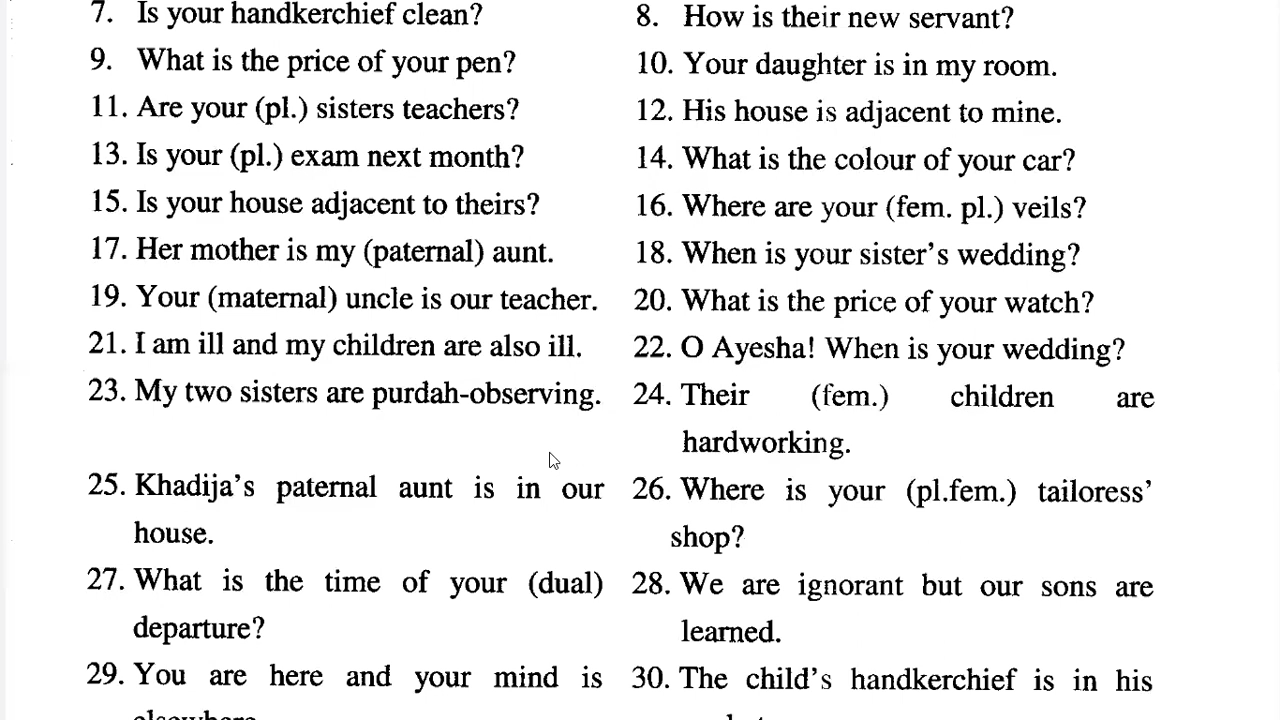 7. Is your handkerchief clean?
8. How is their new servant?
9. What is the price of your pen?
10. Your daughter is in my room.
11. Are your (pl.) sisters teachers?
12. His house is adjacent to mine.
13. Is your (pl.) exam next month?
14. What is the colour of your car?
15. Is your house adjacent to theirs?
16. Where are your (fem. pl.) veils?
17. Her mother is my (paternal) aunt.
18. When is your sister's wedding?
19. Your (maternal) uncle is our teacher.
20. What is the price of your watch?
21. I am ill and my children are also ill.
22. O Ayesha! When is your wedding?
23. My two sisters are purdah-observing.
24. Their (fem.) children are
hardworking.
25. Khadija's paternal aunt is in our
house.
26. Where is your (pl.fem.) tailoress'
shop?
27. What is the time of your (dual)
departure?
28. We are ignorant but our sons are
learned.
29. You are here and your mind is
elsewhere.
30. The child's handkerchief is in his